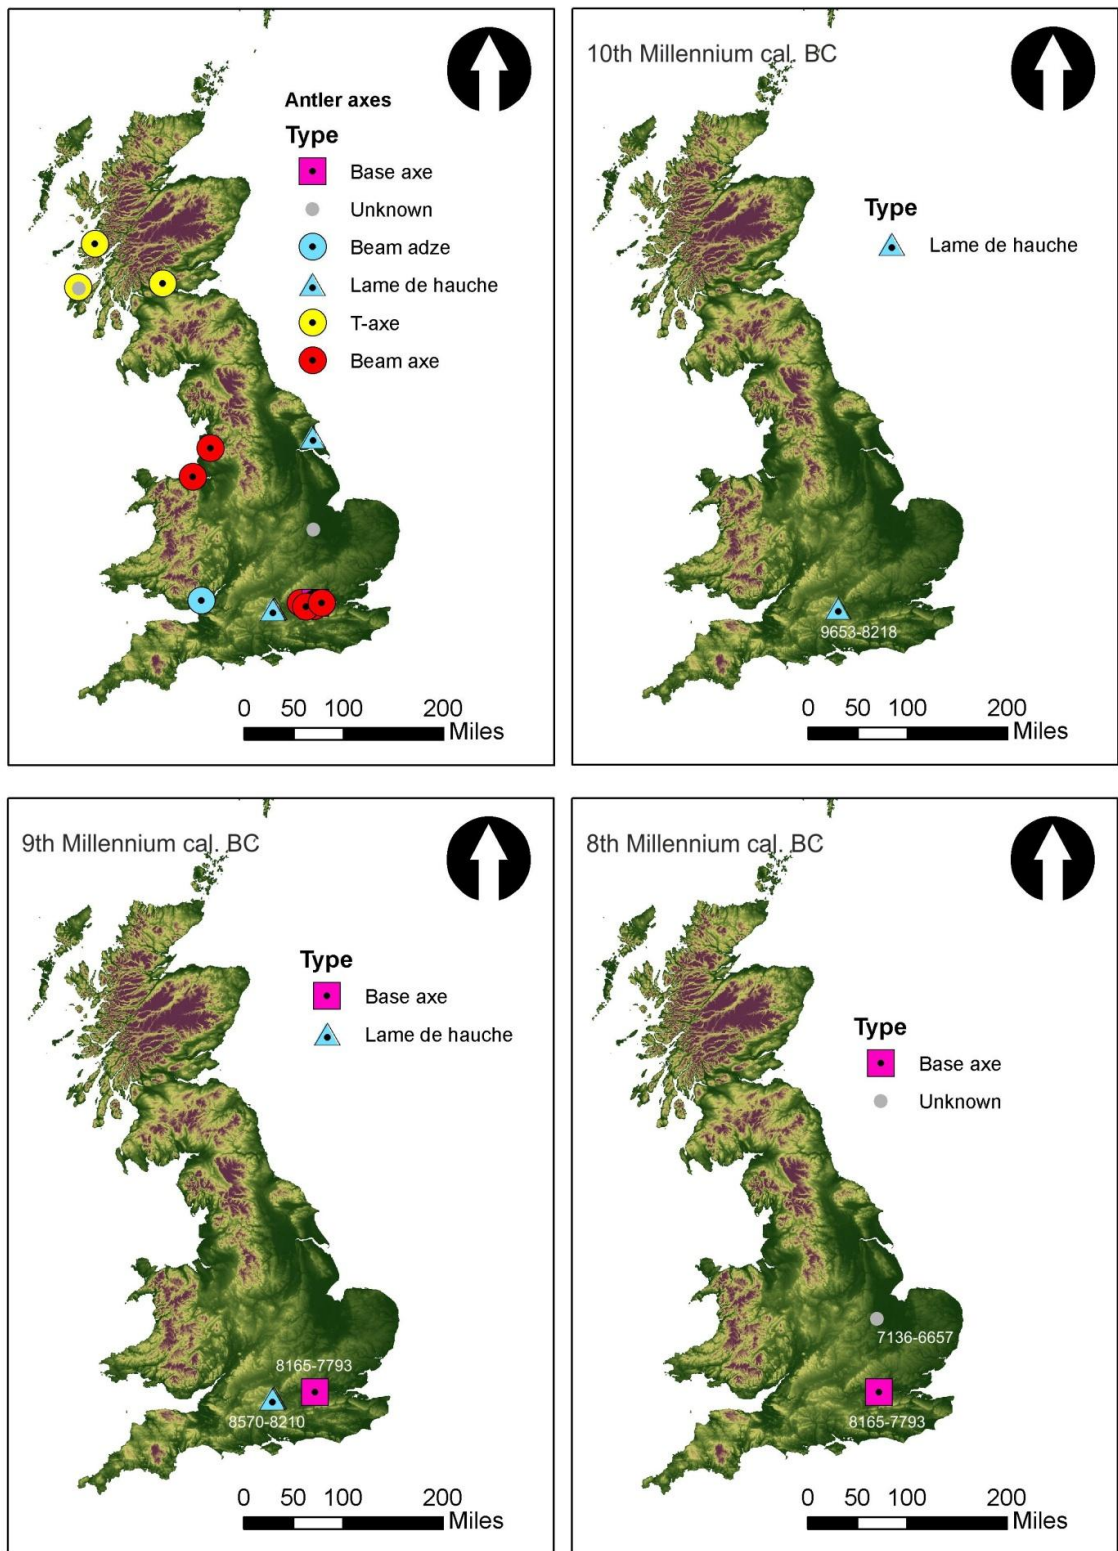 Antler axes
Type
Base axe
Unknown
Beam adze
Lame de hauche
T-axe
Beam axe
0 50 100 200
Miles
10th Millennium cal. BC
Type
Lame de hauche
9653-8218
0 50 100 200
Miles
9th Millennium cal. BC
Type
Base axe
Lame de hauche
8165-7793
8570-8210
0 50 100 200
Miles
8th Millennium cal. BC
Type
Base axe
Unknown
7136-6657
8165-7793
0 50 100 200
Miles